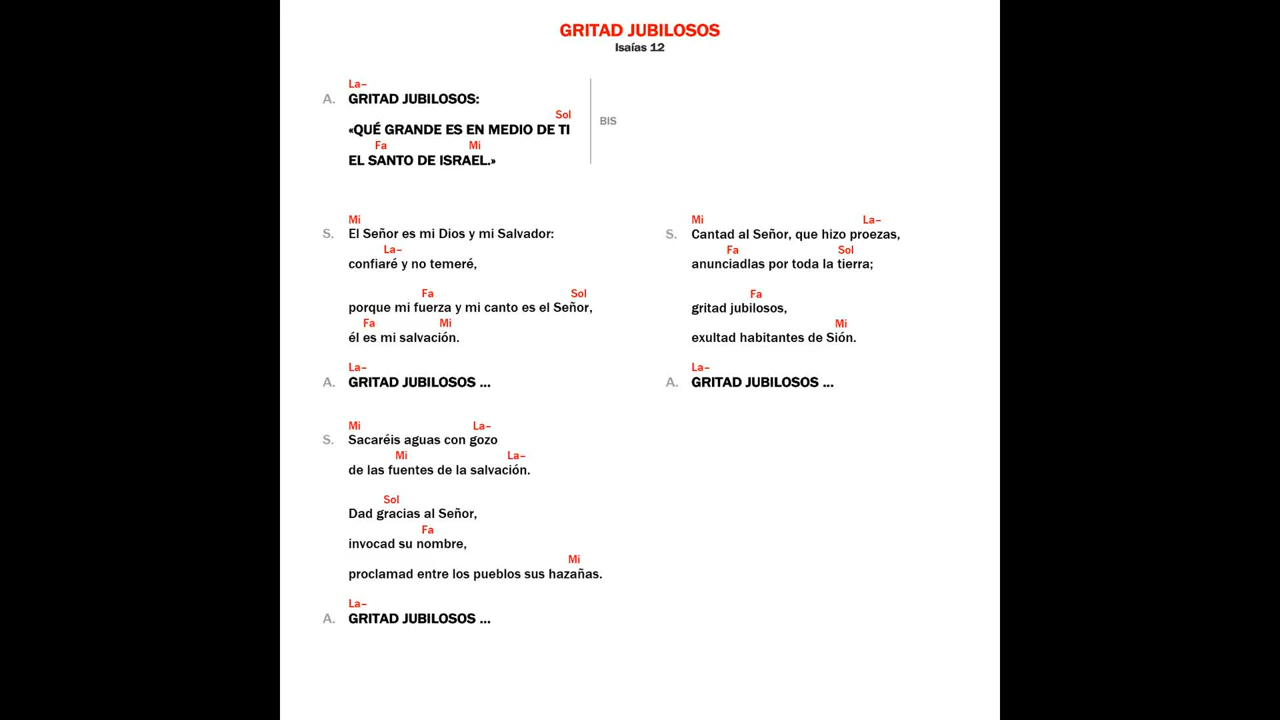 GRITAD JUBILOSOS
Isaías 12
La–
A. GRITAD JUBILOSOS:
Sol
«QUÉ GRANDE ES EN MEDIO DE TI
BIS
Fa Mi
EL SANTO DE ISRAEL.»
Mi
S. El Señor es mi Dios y mi Salvador:
La–
confiaré y no temeré,
Fa Sol
porque mi fuerza y mi canto es el Señor,
Fa Mi
él es mi salvación.
La–
A. GRITAD JUBILOSOS ...
Mi La–
S. Sacaréis aguas con gozo
Mi La–
de las fuentes de la salvación.
Sol
Dad gracias al Señor,
Fa
invocad su nombre,
Mi
proclamad entre los pueblos sus hazañas.
La–
A. GRITAD JUBILOSOS ...
Mi La–
S. Cantad al Señor, que hizo proezas,
Fa Sol
anunciadlas por toda la tierra;
Fa
gritad jubilosos,
Mi
exultad habitantes de Sión.
La–
A. GRITAD JUBILOSOS ...